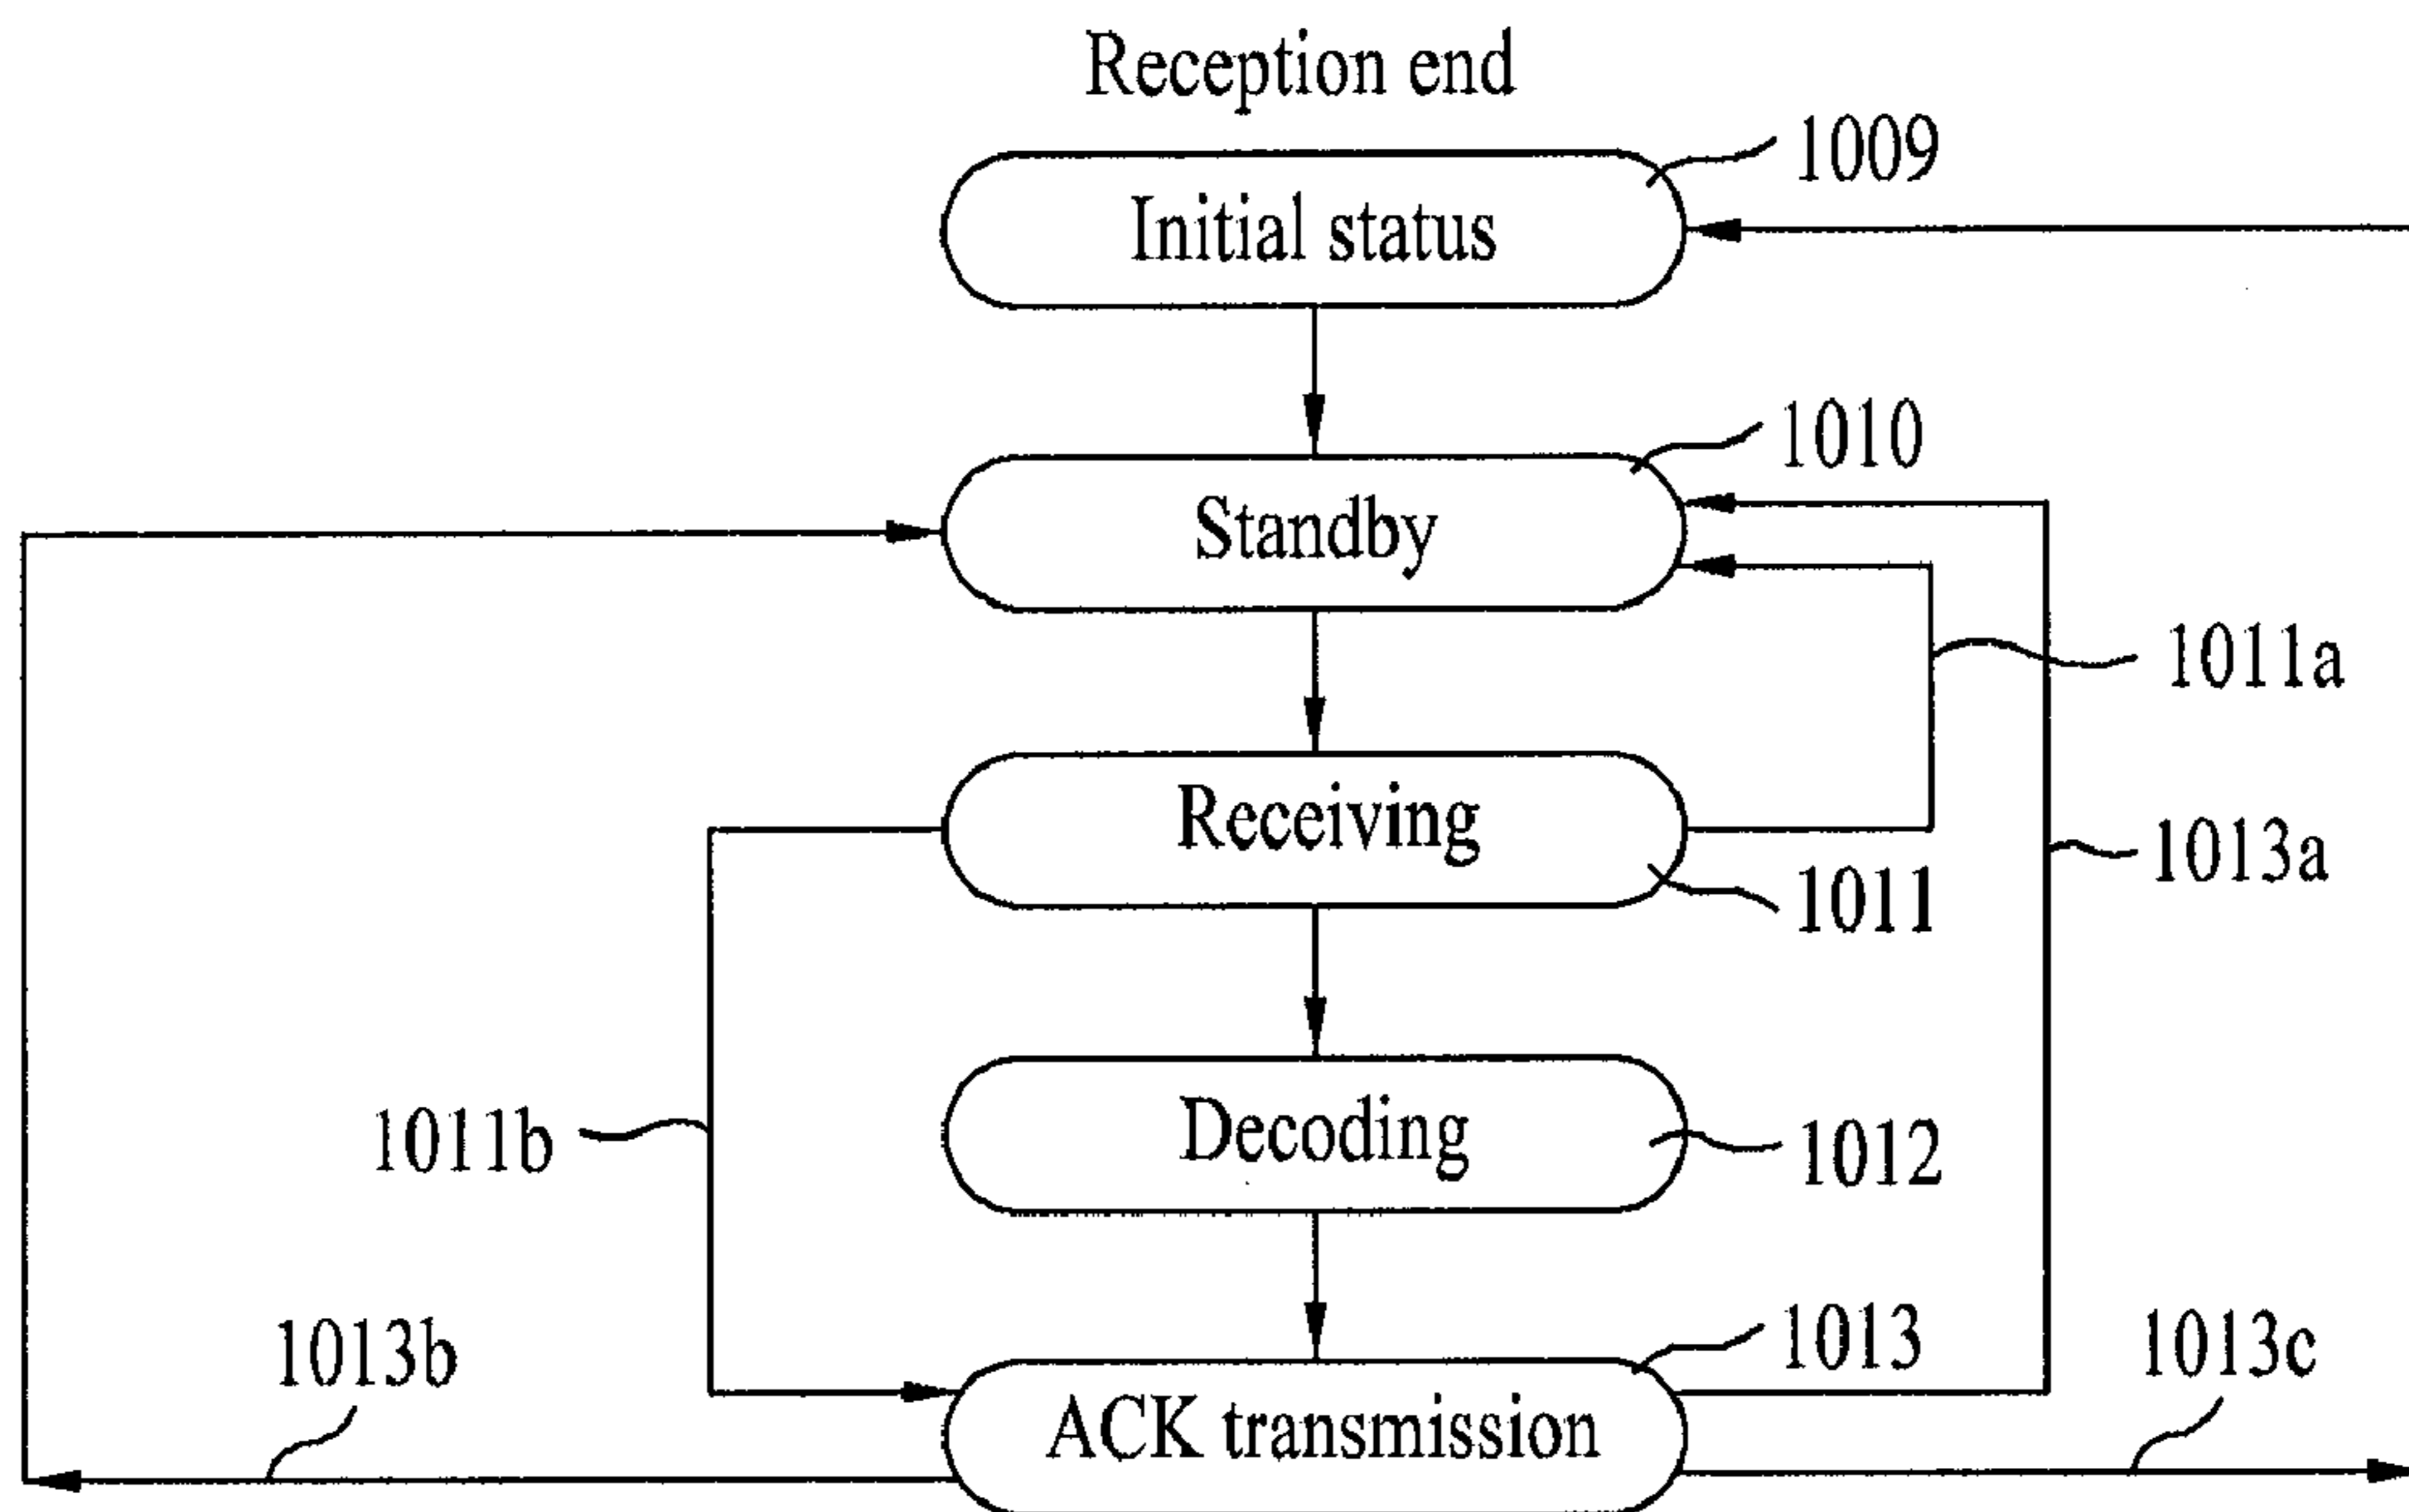 Reception end
1009
Initial status
1010
Standby
1011a
Receiving
1013a
1011
1011b
Decoding
1012
1013b
1013
1013c
ACK transmission